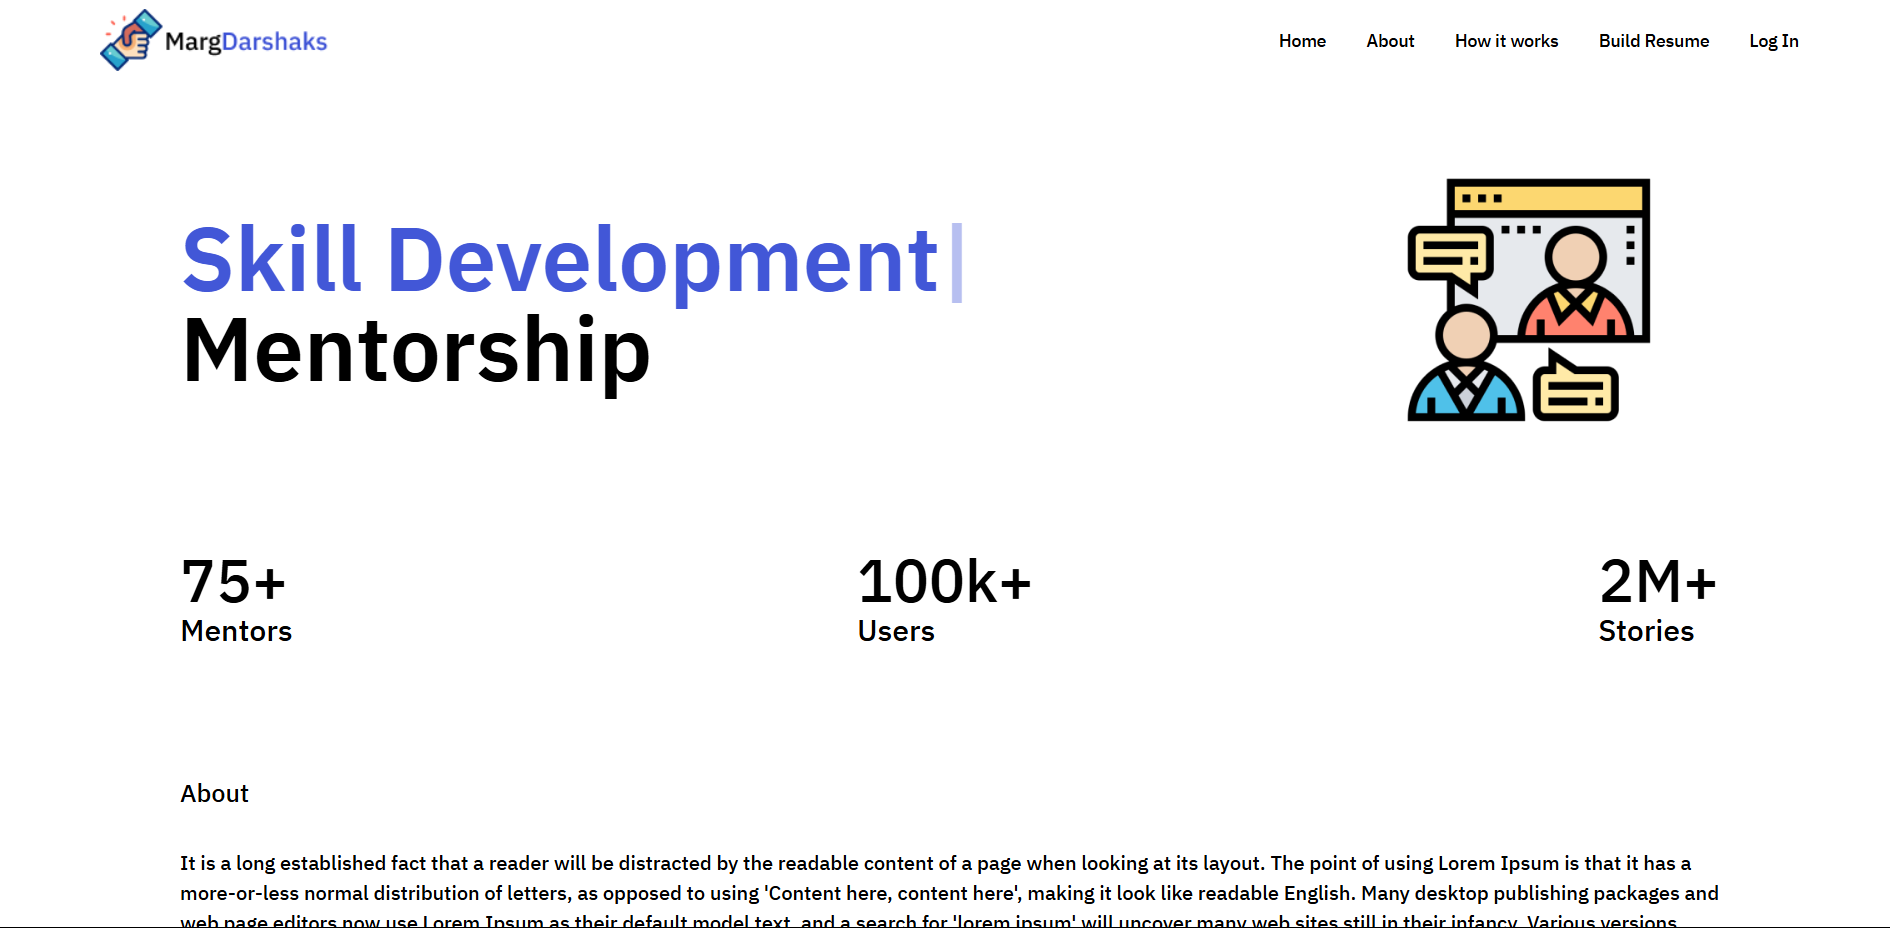 MargDarshaks
Home About How it works Build Resume Log In
Skill Development
Mentorship
75+
Mentors
100k+
Users
2M+
Stories
About
It is a long established fact that a reader will be distracted by the readable content of a page when looking at its layout. The point of using Lorem Ipsum is that it has a
more-or-less normal distribution of letters, as opposed to using 'Content here, content here', making it look like readable English. Many desktop publishing packages and
web page editors now use Lorem Ipsum as their default model text, and a search for 'lorem ipsum' will uncover many web sites still in their infancy. Various versions